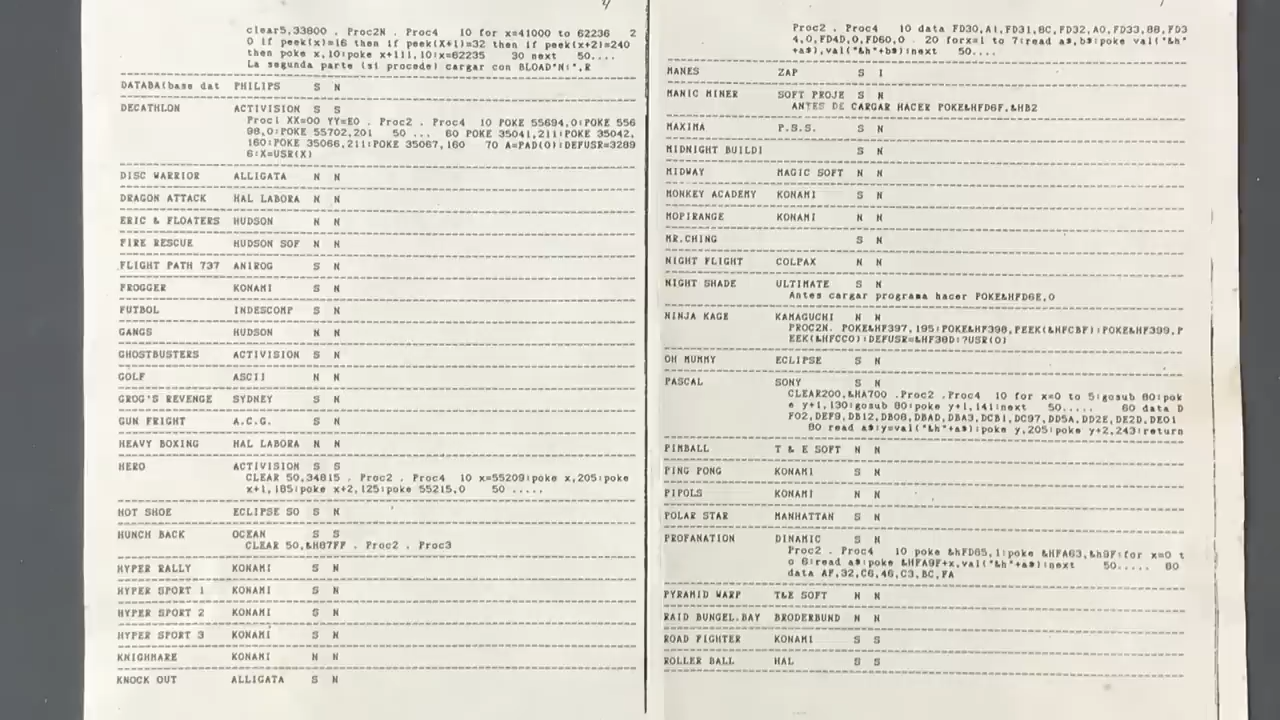 clear5,33800 . Proc2N . Proc4   10 for x=41000 to 62236  2
0 if peek(x)=16 then if peek(X+1)=32 then if peek(x+2)=240
then poke x,10:poke x+111,10:x=62235    30 next   50....
La segunda parte (si procede) cargar con BLOAD"N:",R
DATABA(base dat PHILIPS S N
DECATHLON ACTIVISION S S
Proc1 XX=00 YY=E0 . Proc2 . Proc4   10 POKE 55694,0:POKE 556
98,0:POKE 55702,201   50 ...  60 POKE 35041,211:POKE 35042,
160:POKE 35066,211:POKE 35067,160   70 A=PAD(0):DEFUSR=3289
6:X=USR(X)
DISC WARRIOR ALLIGATA N N
DRAGON ATTACK HAL LABORA N N
ERIC & FLOATERS HUDSON N N
FIRE RESCUE HUDSON SOF N N
FLIGHT PATH 737 ANIROG S N
FROGGER KONAMI S N
FUTBOL INDESCOMP S N
GANGS HUDSON N N
GHOSTBUSTERS ACTIVISION S N
GOLF ASCII N N
GROG'S REVENGE SYDNEY S N
GUN FRIGHT A.C.G. S N
HEAVY BOXING HAL LABORA N N
HERO ACTIVISION S S
CLEAR 50,34815 . Proc2 . Proc4   10 x=55209:poke x,205:poke
x+1,185:poke x+2,125:poke 55215,0    50 .....
HOT SHOE ECLIPSE SO S N
HUNCH BACK OCEAN S S
CLEAR 50,&H87FF . Proc2 . Proc3
HYPER RALLY KONAMI S N
HYPER SPORT 1 KONAMI S N
HYPER SPORT 2 KONAMI S N
HYPER SPORT 3 KONAMI S N
KNIGHMARE KONAMI N N
KNOCK OUT ALLIGATA S N
Proc2 . Proc4   10 data FD30,A1,FD31,BC,FD32,A0,FD33,88,FD3
4,0,FD4D,0,FD60,0 . 20 forx=1 to 7:read a$,b$:poke val("&h"
+a$),val("&h"+b$):next   50....
MANES ZAP S I
MANIC MINER SOFT PROJE S N
ANTES DE CARGAR HACER POKE&HFD6F,&HB2
MAXIMA P.S.S. S N
MIDNIGHT BUILDI S N
MIDWAY MAGIC SOFT N N
MONKEY ACADEMY KONAMI S N
MOPIRANGE KONAMI N N
MR.CHING S N
NIGHT FLIGHT COLPAX N N
NIGHT SHADE ULTIMATE S N
Antes cargar programa hacer POKE&HFD6E,0
NINJA KAGE KAMAGUCHI N N
PROC2N. POKE&HF397,195:POKE&HF398,PEEK(&HFCBF):POKE&HF399,P
EEK(&HFCC0):DEFUSR=&HF38D:?USR(0)
OH MUMMY ECLIPSE S N
PASCAL SONY S N
CLEAR200,&HA700 .Proc2 . Proc4   10 for x=0 to 5:gosub 80:pok
e y+1,130:gosub 80:poke y+1,141:next   50.....   60 data D
F02,DEF9,DB12,DB08,DBAD,DBA3,DCB1,DC97,DD5A,DD2E,DE2D,DE01
80 read a$:y=val("&h"+a$):poke y,205:poke y+2,243:return
PINBALL T & E SOFT N N
PING PONG KONAMI S N
PIPOLS KONAMI N N
POLAR STAR MANHATTAN S N
PROFANATION DINAMIC S N
Proc2 . Proc4   10 poke &hFD65,1:poke &HFA63,&h9F:for x=0 t
o 6:read a$:poke &HFA9F+x,val("&h"+a$):next    50.....  60
data AF,32,C6,46,C3,BC,FA
PYRAMID WARP T&E SOFT N N
RAID BUNGEL.BAY BRODERBUND N N
ROAD FIGHTER KONAMI S S
ROLLER BALL HAL S S